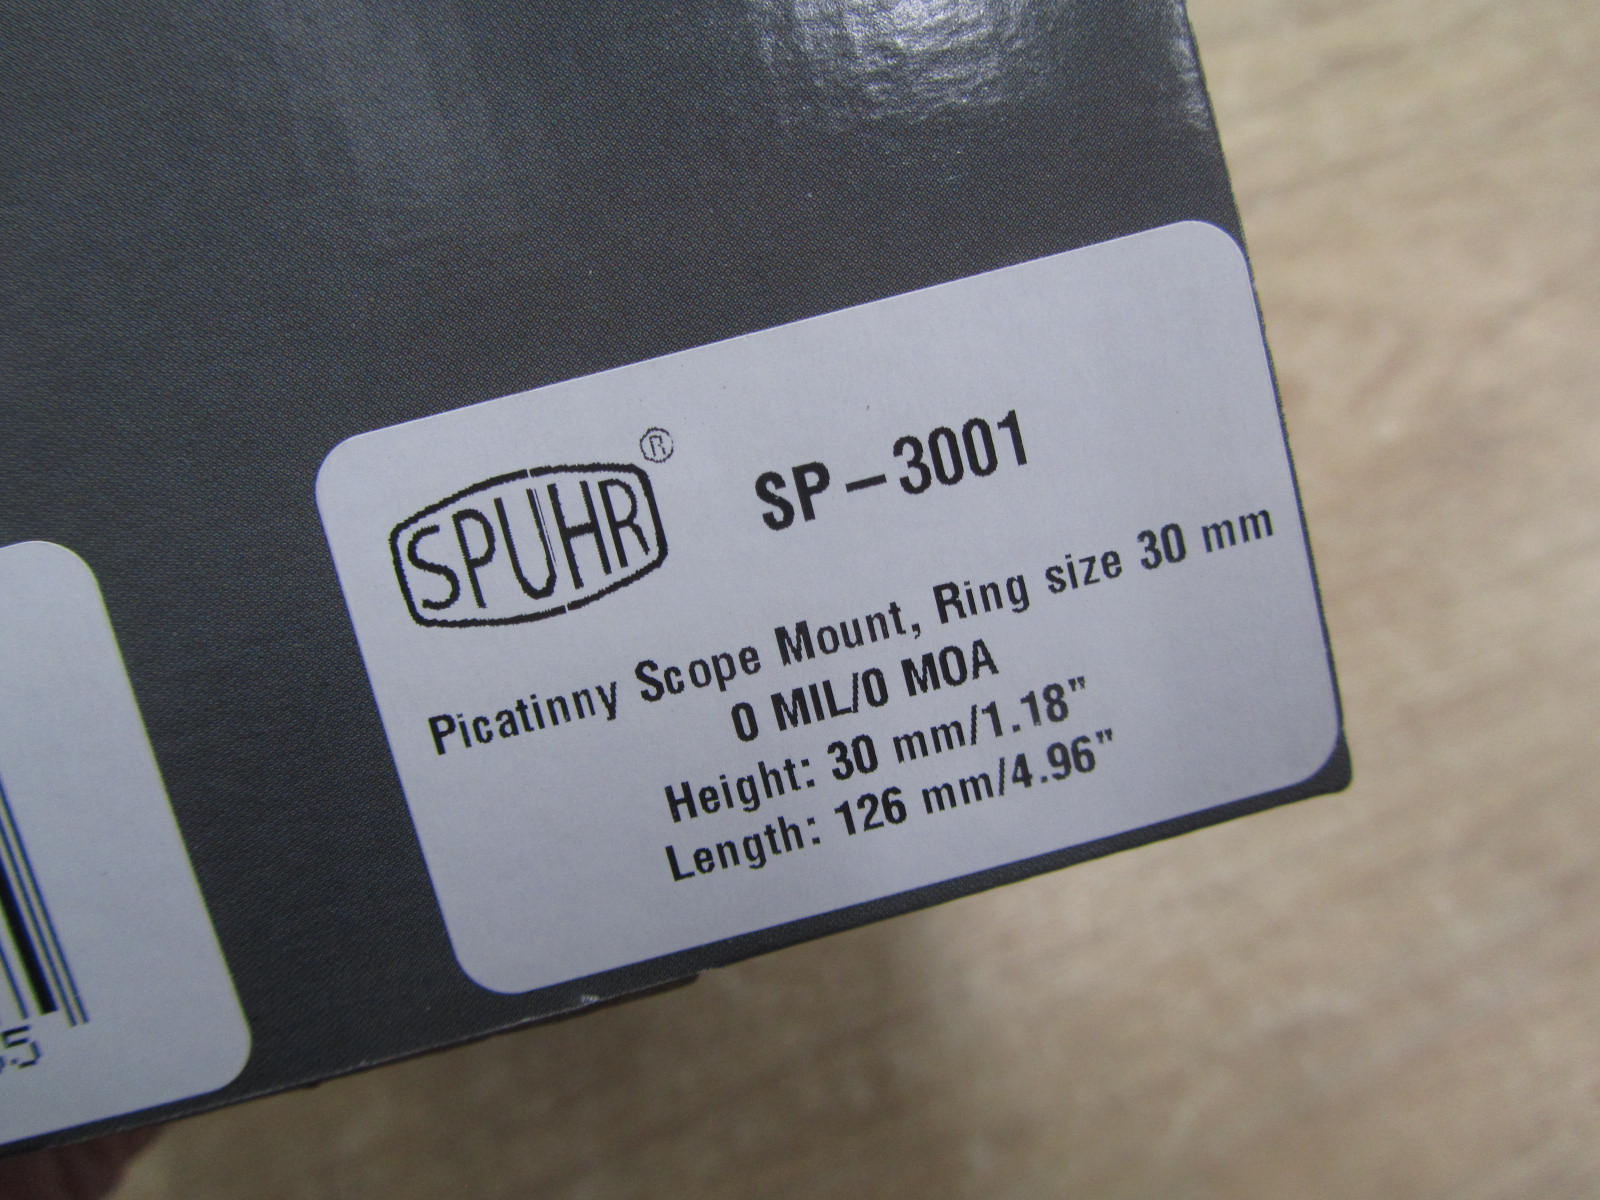 SPUHR®
SP-3001
Picatinny Scope Mount, Ring size 30 mm
0 MIL/0 MOA
Height: 30 mm/1.18"
Length: 126 mm/4.96"
5